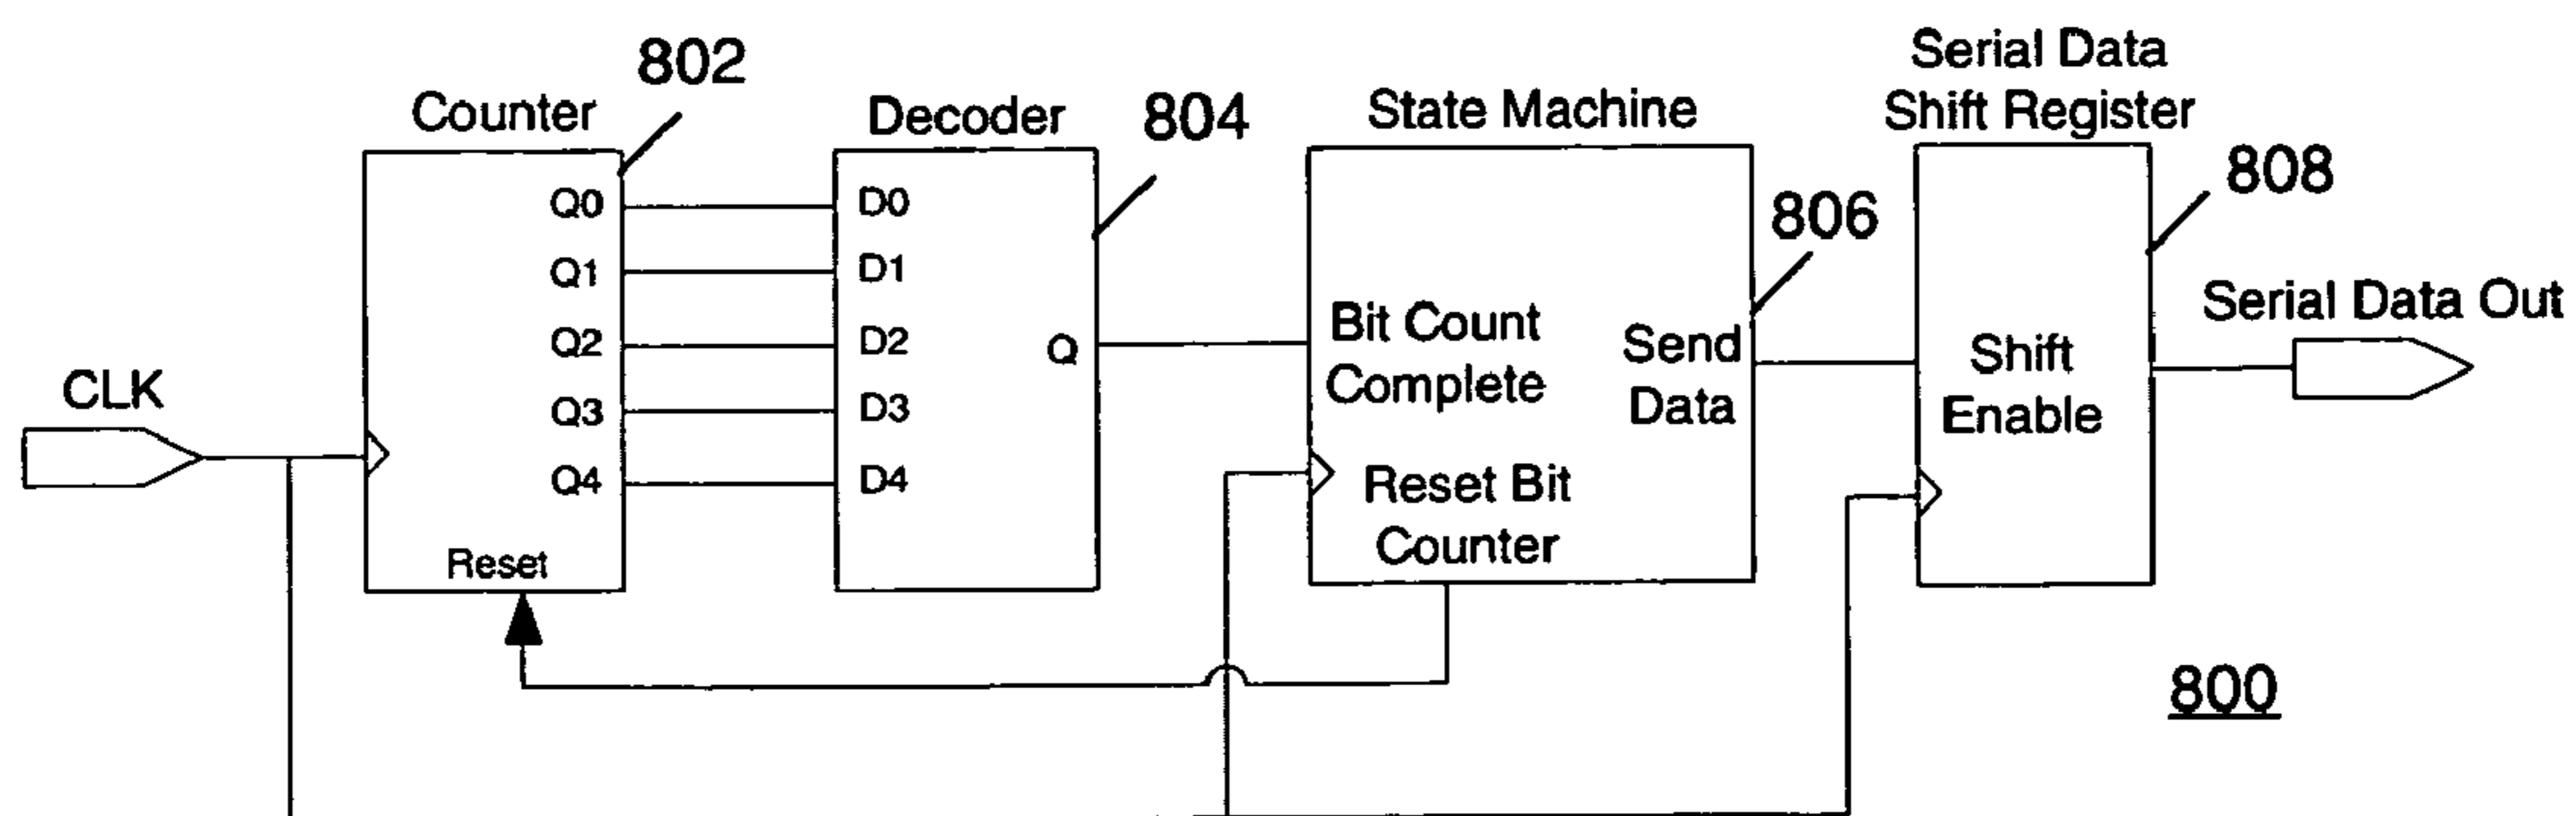 CLK
Counter
802
Q0
Q1
Q2
Q3
Q4
Reset
Decoder
804
D0
D1
D2
D3
D4
Q
State Machine
806
Bit Count
Complete
Send
Data
Reset Bit
Counter
Serial Data
Shift Register
808
Shift
Enable
Serial Data Out
800